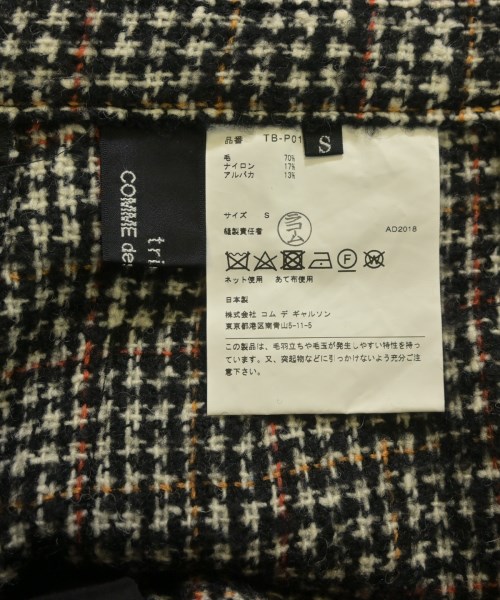 tri
COMME des
S
品番 TB-P01
毛 70%
ナイロン 17%
アルパカ 13%
サイズ S
縫製責任者 ラコム AD2018
ネット使用 あて布使用
日本製
株式会社 コム デ ギャルソン
東京都港区南青山5-11-5
この製品は、毛羽立ちや毛玉が発生しやすい特性を持っ
ています。又、突起物などに引っかけないよう充分ご注
意下さい。